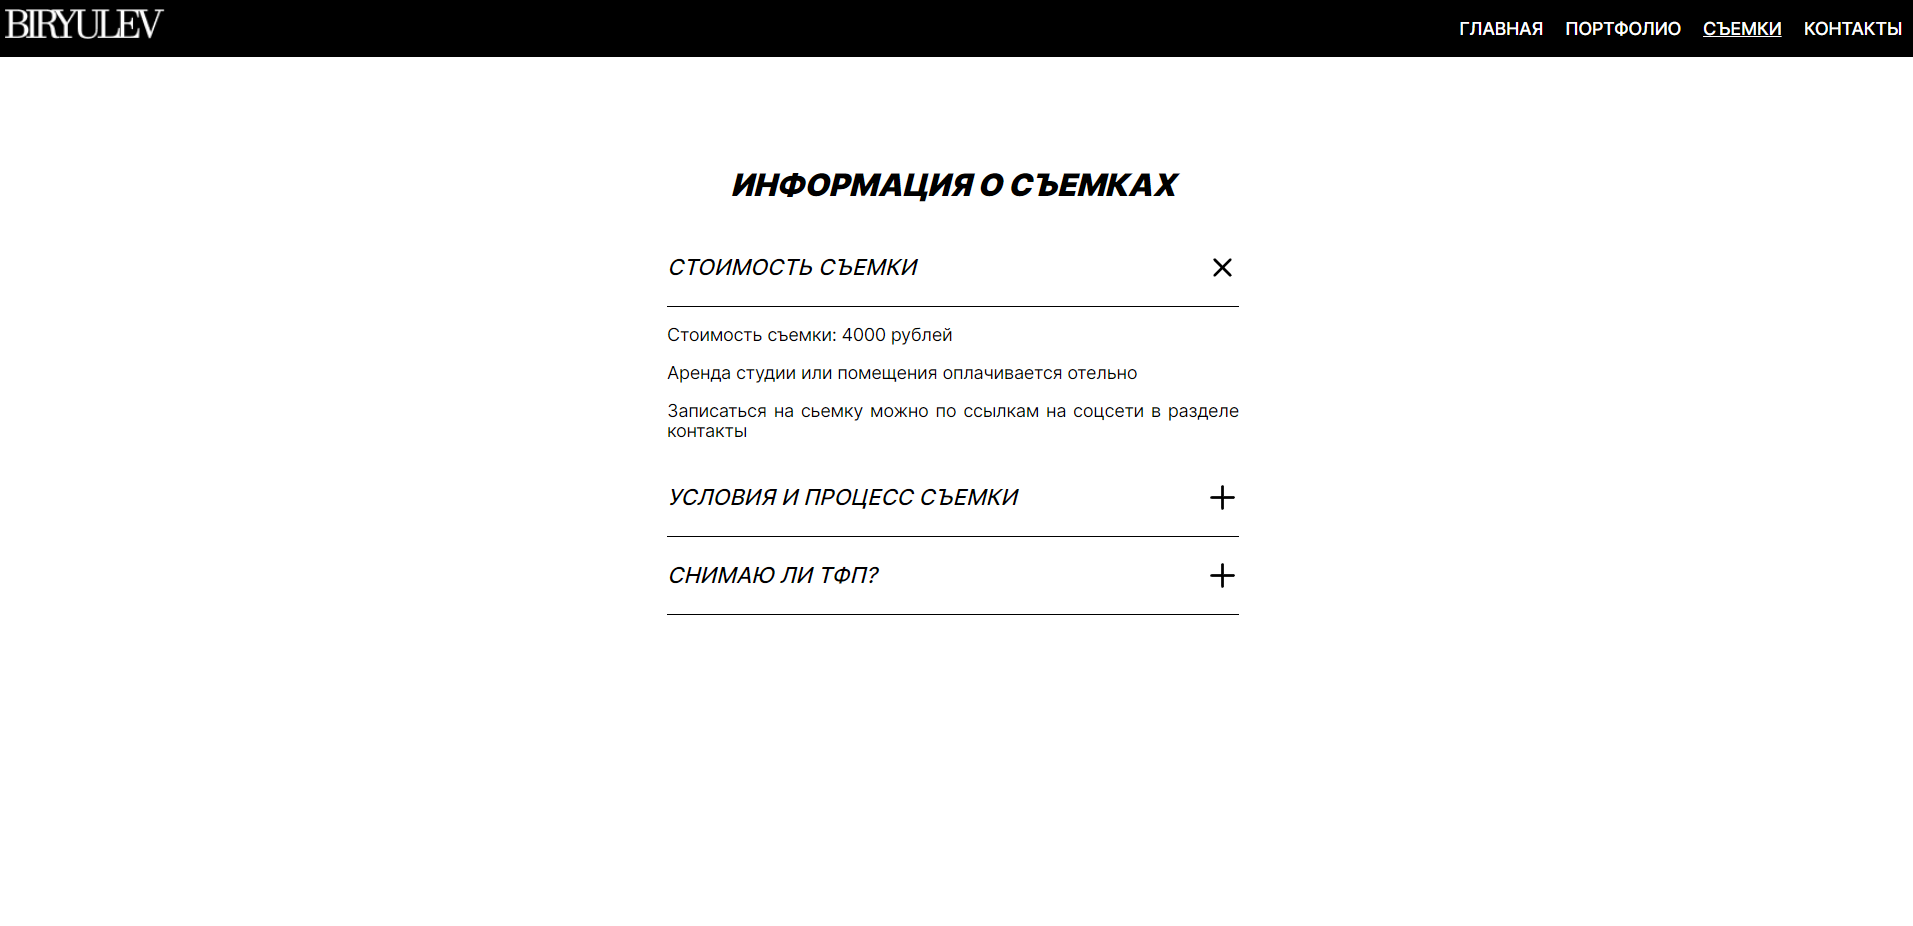 BIRYULEV
ГЛАВНАЯ ПОРТФОЛИО СЪЕМКИ КОНТАКТЫ
ИНФОРМАЦИЯ О СЪЕМКАХ
СТОИМОСТЬ СЪЕМКИ
Стоимость съемки: 4000 рублей
Аренда студии или помещения оплачивается отельно
Записаться на сьемку можно по ссылкам на соцсети в разделе
контакты
УСЛОВИЯ И ПРОЦЕСС СЪЕМКИ
СНИМАЮ ЛИ ТФП?